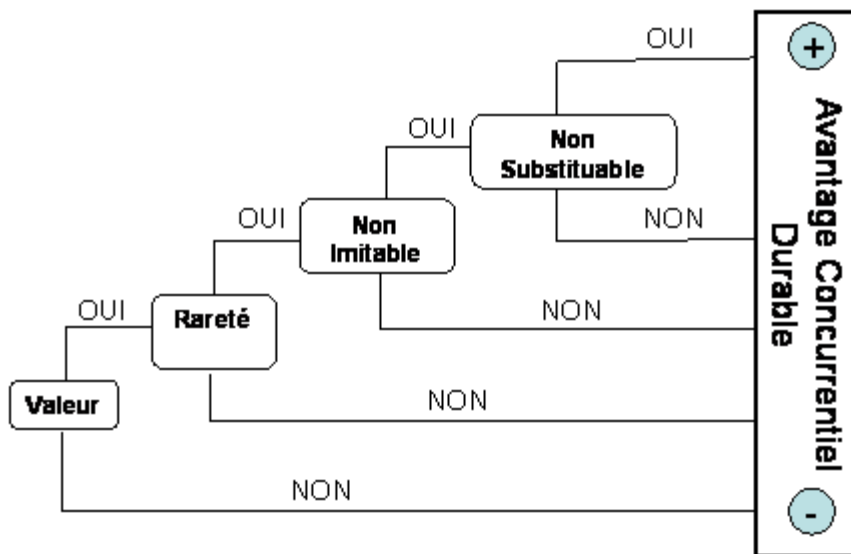 OUI
+
OUI
Non
Substituable
OUI
Non
Imitable
NON
OUI
Rareté
NON
Valeur
NON
NON
Avantage Concurrentiel
Durable
-